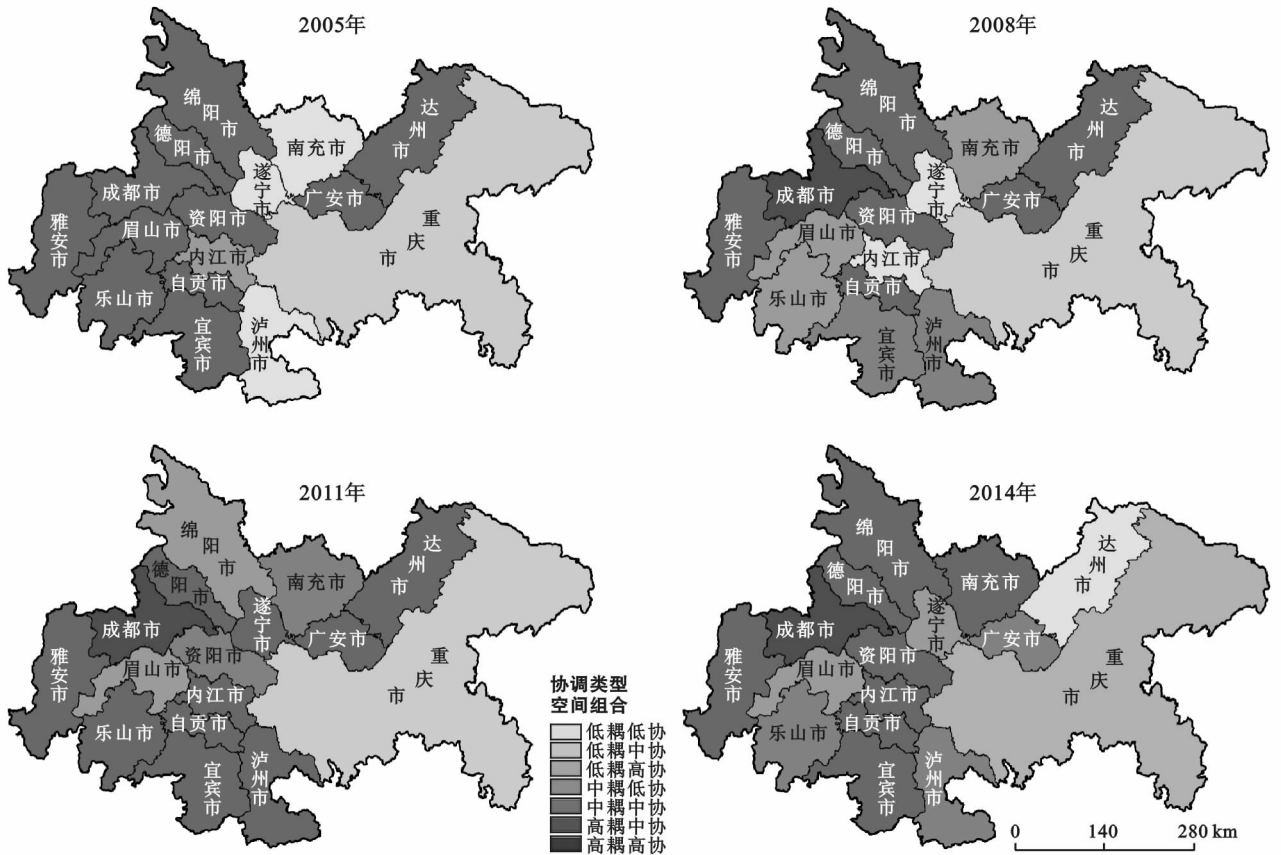 2005年
绵阳市
德阳市
成都市
雅安市
眉山市
乐山市
资阳市
内江市
自贡市
宜宾市
泸州市
遂宁市
南充市
广安市
达州市
重庆市
2008年
绵阳市
德阳市
成都市
雅安市
眉山市
乐山市
资阳市
内江市
自贡市
宜宾市
泸州市
遂宁市
南充市
广安市
达州市
重庆市
2011年
绵阳市
德阳市
成都市
雅安市
眉山市
乐山市
资阳市
内江市
自贡市
宜宾市
泸州市
遂宁市
南充市
广安市
达州市
重庆市
协调类型
空间组合
低耦低协
低耦中协
低耦高协
中耦低协
中耦中协
高耦中协
高耦高协
2014年
绵阳市
德阳市
成都市
雅安市
眉山市
乐山市
资阳市
内江市
自贡市
宜宾市
泸州市
遂宁市
南充市
广安市
达州市
重庆市
0 140 280 km